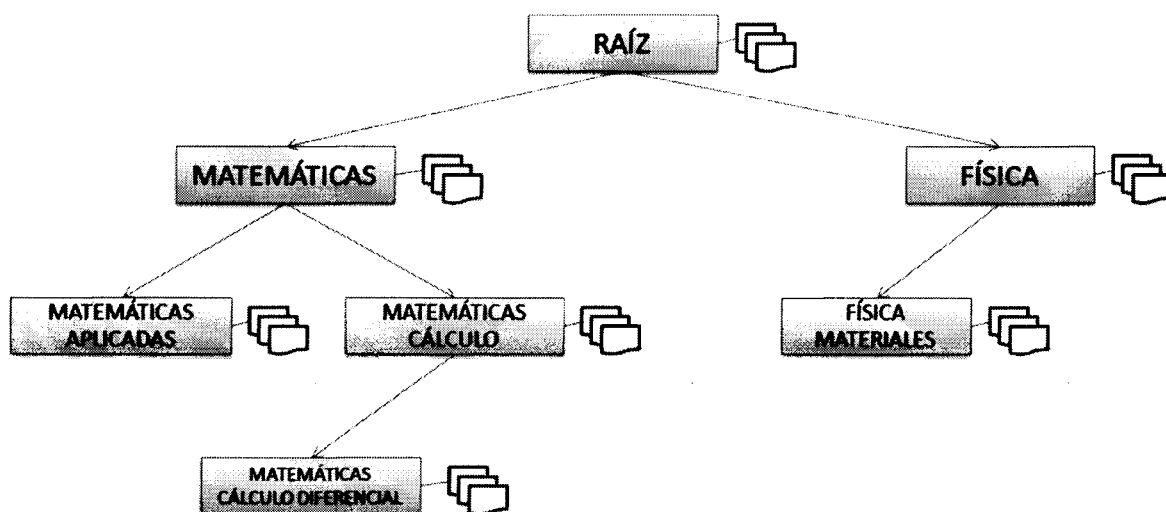 RAÍZ
MATEMÁTICAS
FÍSICA
MATEMÁTICAS
APLICADAS
MATEMÁTICAS
CÁLCULO
FÍSICA
MATERIALES
MATEMÁTICAS
CÁLCULO DIFERENCIAL